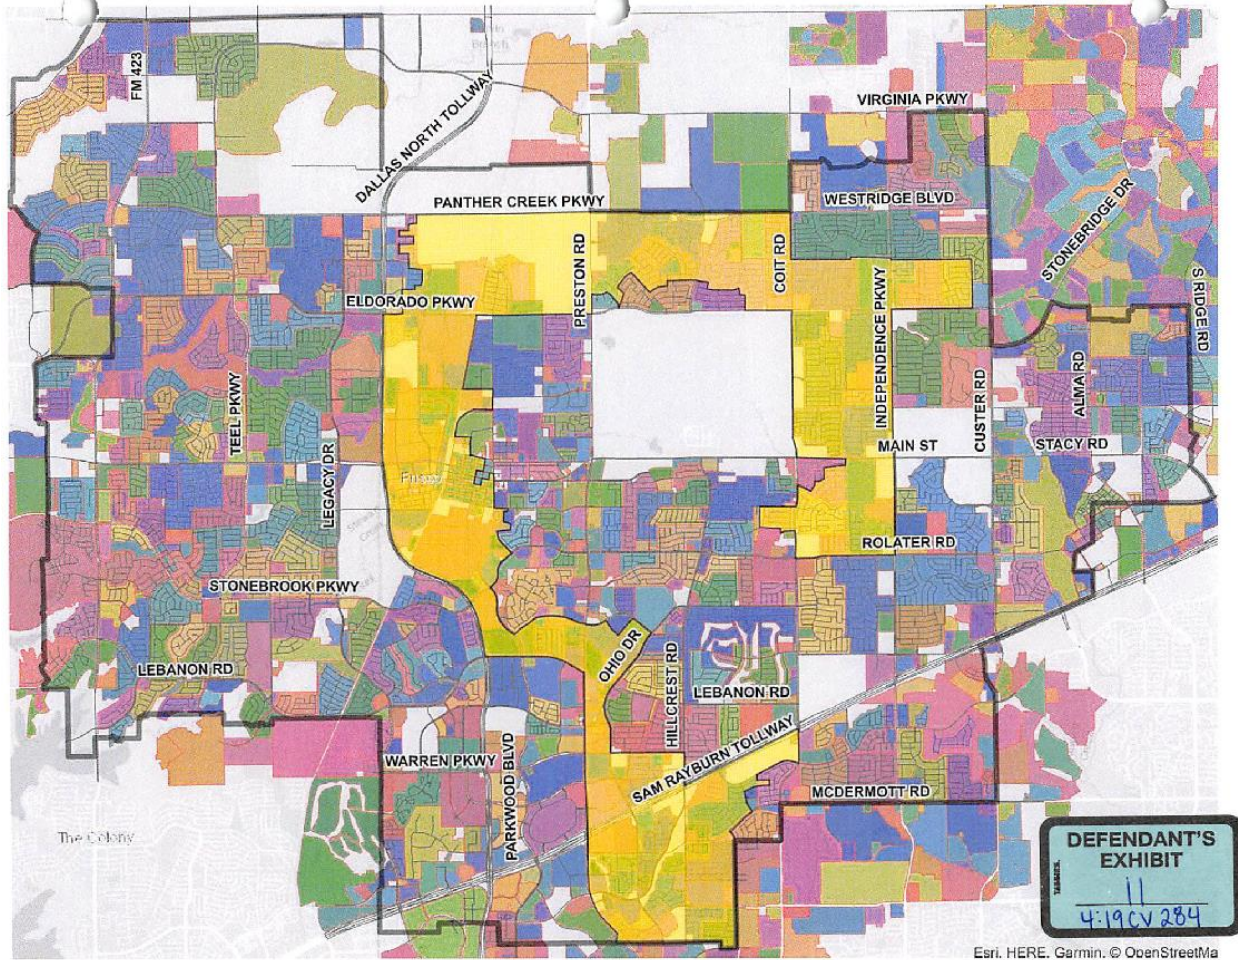 FM 423
DALLAS NORTH TOLLWAY
VIRGINIA PKWY
PANTHER CREEK PKWY
WESTRIDGE BLVD
STONEBRIDGE DR
PRESTON RD
COIT RD
ELDORADO PKWY
INDEPENDENCE PKWY
S RIDGE RD
TEEL PKWY
LEGACY DR
CUSTER RD
ALMA RD
MAIN ST
STACY RD
Frisco
ROLATER RD
STONEBROOK PKWY
OHIO DR
HILLCREST RD
LEBANON RD
LEBANON RD
WARREN PKWY
PARKWOOD BLVD
SAM RAYBURN TOLLWAY
MCDERMOTT RD
The Colony
DEFENDANT'S
EXHIBIT
11
4:19CV 284
Esri, HERE, Garmin, © OpenStreetMa